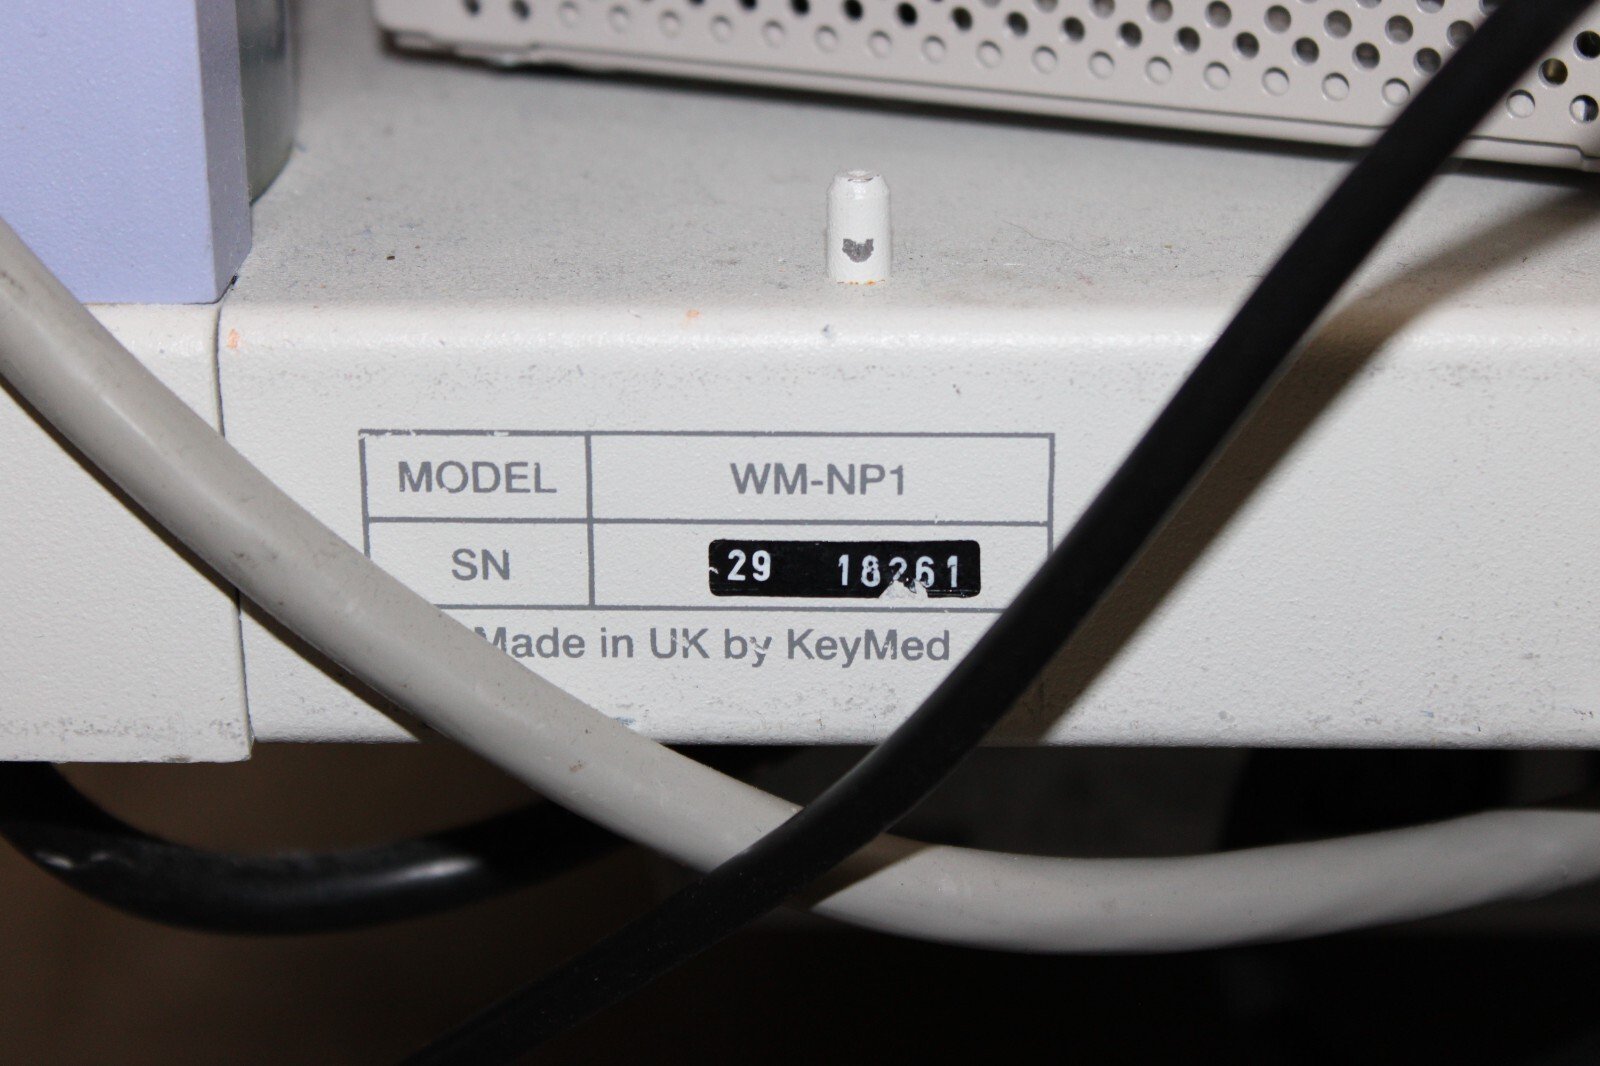 MODEL WM-NP1
SN 29 18261
Made in UK by KeyMed